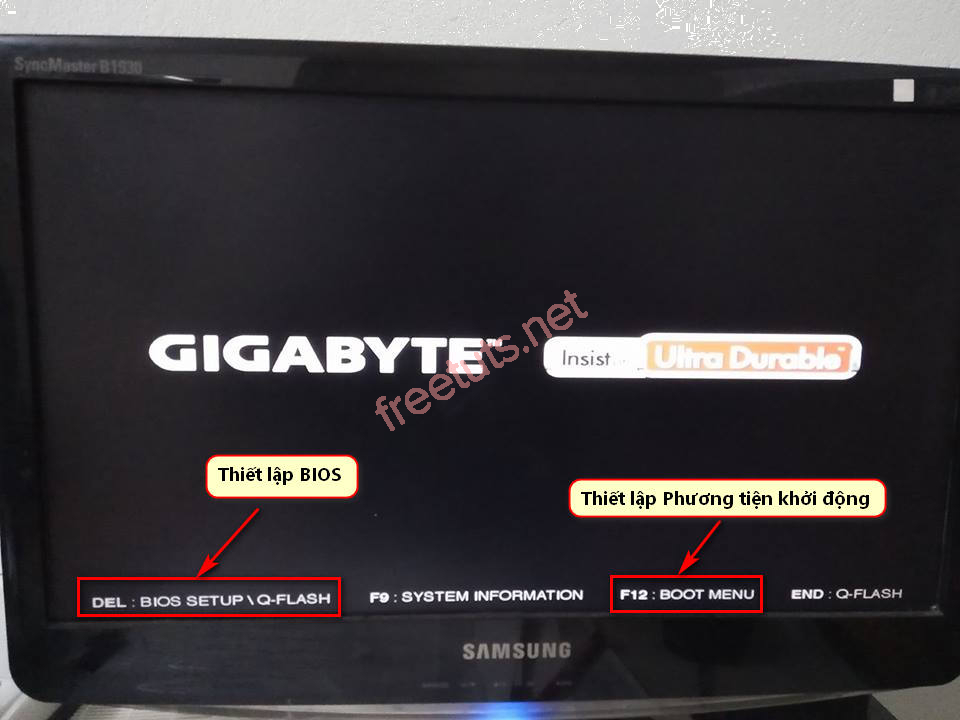 SyncMaster B1930
GIGABYTE™
Insist
Ultra Durable™
freetuts.net
Thiết lập BIOS
Thiết lập Phương tiện khởi động
DEL : BIOS SETUP \ Q-FLASH
F9 : SYSTEM INFORMATION
F12 : BOOT MENU
END : Q-FLASH
SAMSUNG